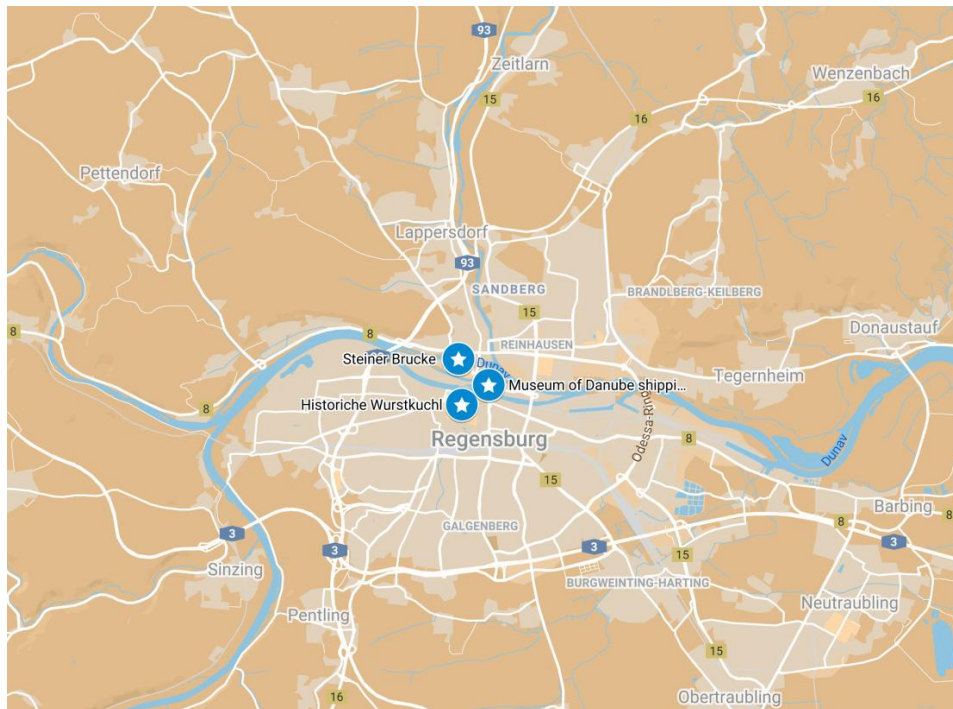 93
Zeitlarn
Wenzenbach
15
16
16
Pettendorf
Lappersdorf
93
SANDBERG
BRANDLBERG-KEILBERG
15
8
8
Donaustauf
REINHAUSEN
Steiner Brucke
Dunav
Tegernheim
Museum of Danube shippi...
Historiche Wurstkuchl
8
Regensburg
8
Odessa-Ring
Dunav
15
Barbing
8
8
GALGENBERG
3
3
3
3
15
Sinzing
BURGWEINTING-HARTING
Neutraubling
Pentling
15
16
Obertraubling